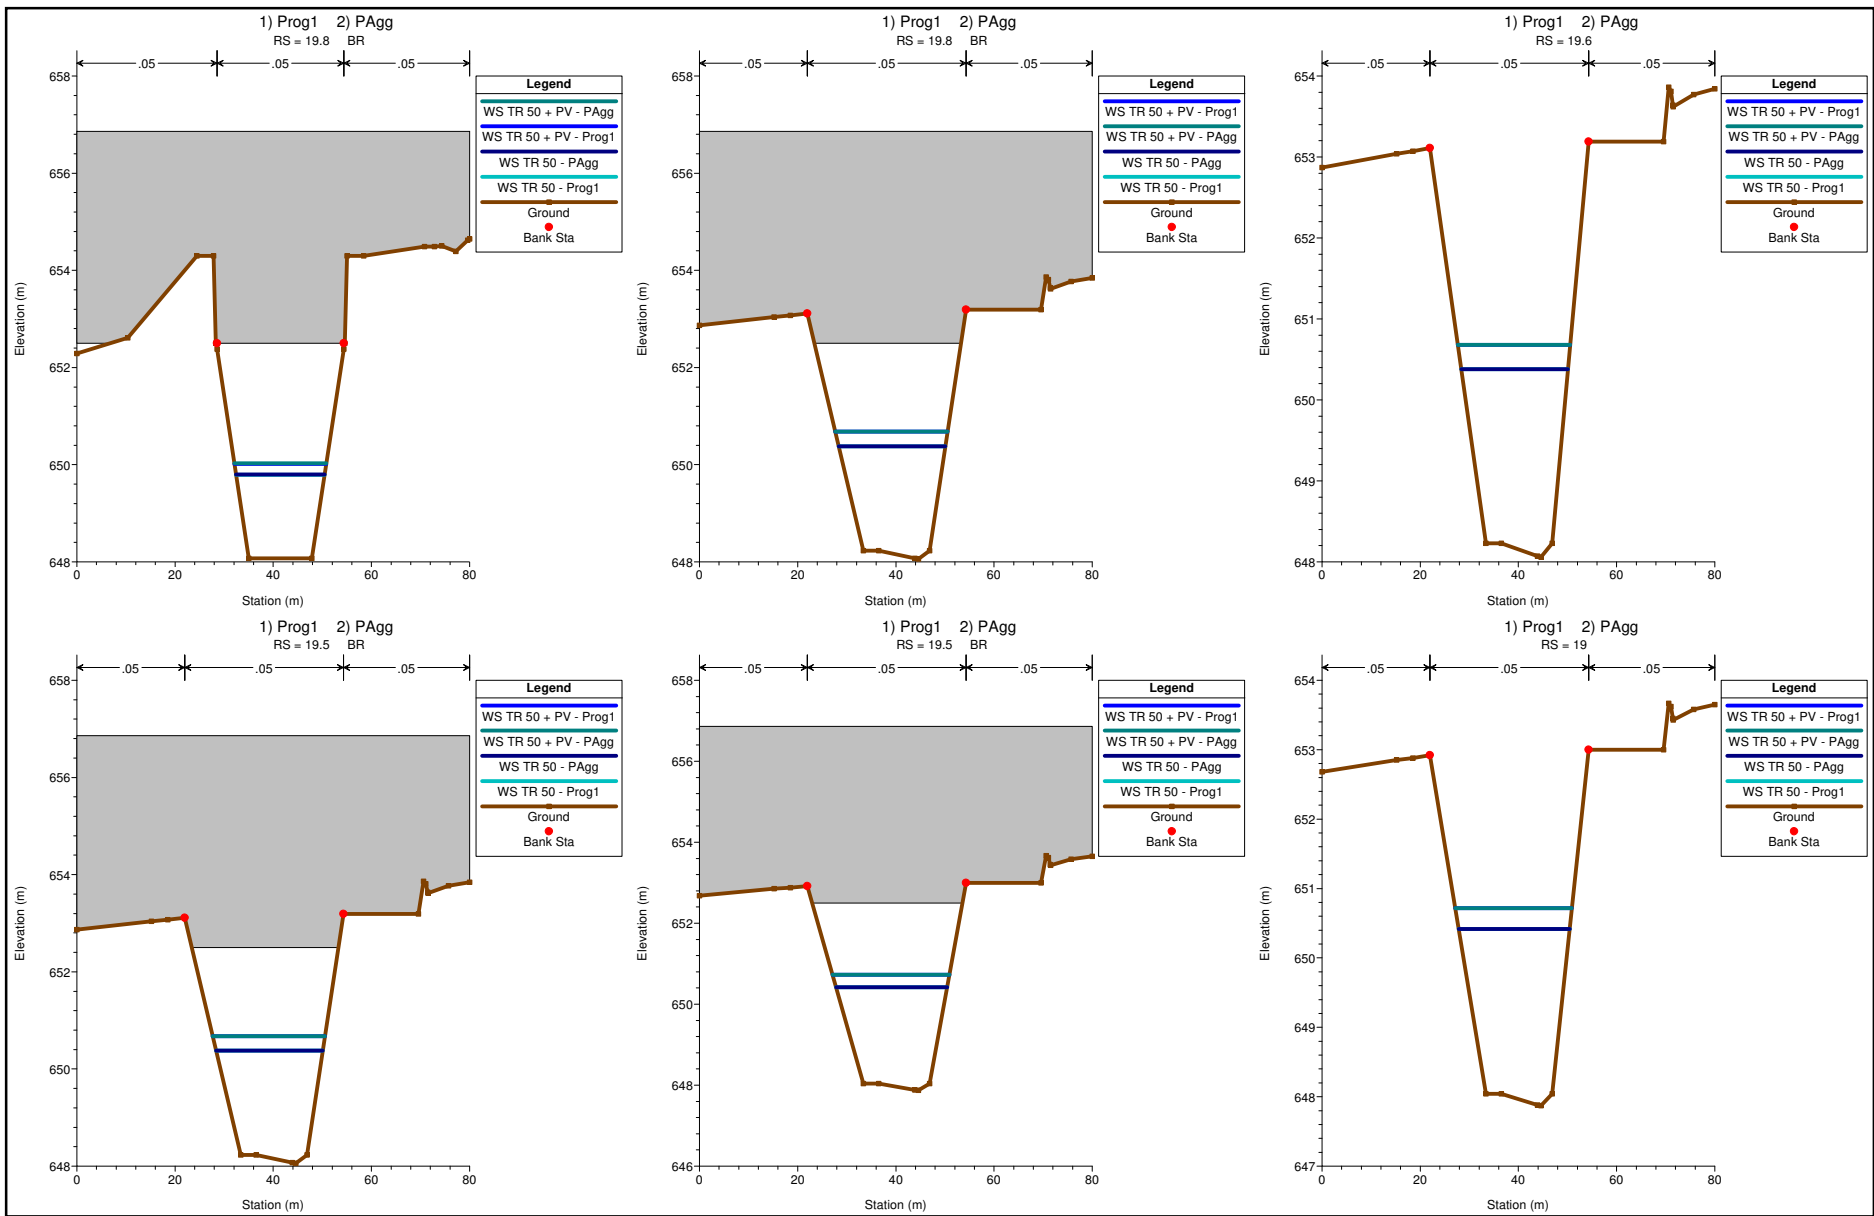 1) Prog1 2) PAgg
RS = 19.8 BR
.05 .05 .05
Legend
WS TR 50 + PV - PAgg
WS TR 50 + PV - Prog1
WS TR 50 - PAgg
WS TR 50 - Prog1
Ground
Bank Sta
658
656
654
652
650
648
0 20 40 60 80
Station (m)
Elevation (m)
1) Prog1 2) PAgg
RS = 19.8 BR
.05 .05 .05
Legend
WS TR 50 + PV - Prog1
WS TR 50 + PV - PAgg
WS TR 50 - PAgg
WS TR 50 - Prog1
Ground
Bank Sta
658
656
654
652
650
648
0 20 40 60 80
Station (m)
Elevation (m)
1) Prog1 2) PAgg
RS = 19.6
.05 .05 .05
Legend
WS TR 50 + PV - Prog1
WS TR 50 + PV - PAgg
WS TR 50 - PAgg
WS TR 50 - Prog1
Ground
Bank Sta
654
653
652
651
650
649
648
0 20 40 60 80
Station (m)
Elevation (m)
1) Prog1 2) PAgg
RS = 19.5 BR
.05 .05 .05
Legend
WS TR 50 + PV - Prog1
WS TR 50 + PV - PAgg
WS TR 50 - PAgg
WS TR 50 - Prog1
Ground
Bank Sta
658
656
654
652
650
648
0 20 40 60 80
Station (m)
Elevation (m)
1) Prog1 2) PAgg
RS = 19.5 BR
.05 .05 .05
Legend
WS TR 50 + PV - Prog1
WS TR 50 + PV - PAgg
WS TR 50 - PAgg
WS TR 50 - Prog1
Ground
Bank Sta
658
656
654
652
650
648
646
0 20 40 60 80
Station (m)
Elevation (m)
1) Prog1 2) PAgg
RS = 19
.05 .05 .05
Legend
WS TR 50 + PV - Prog1
WS TR 50 + PV - PAgg
WS TR 50 - PAgg
WS TR 50 - Prog1
Ground
Bank Sta
654
653
652
651
650
649
648
647
0 20 40 60 80
Station (m)
Elevation (m)